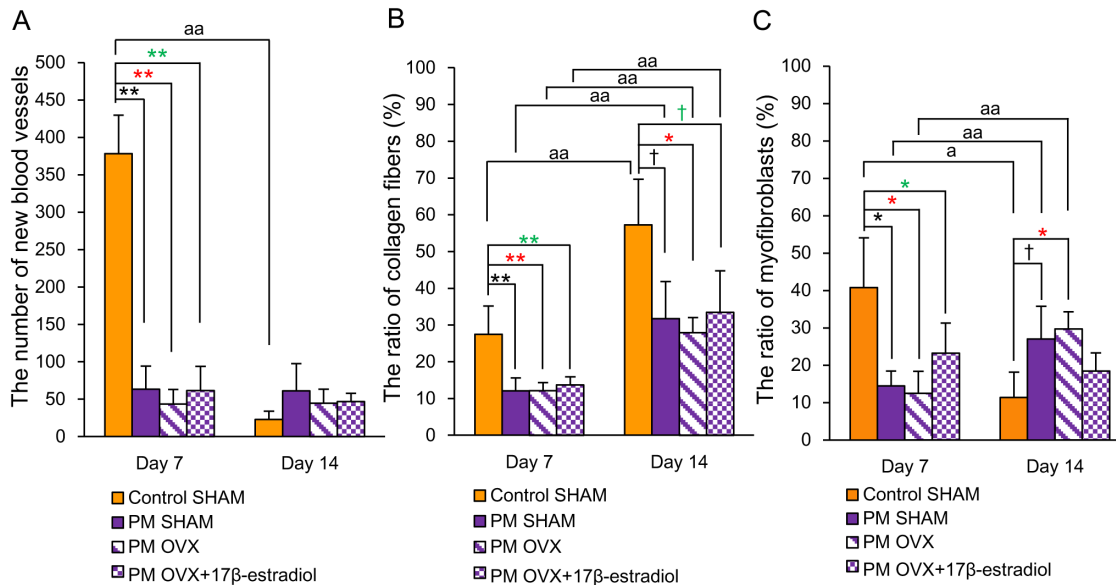 A
The number of new blood vessels
500
450
400
350
300
250
200
150
100
50
0
aa
**
**
**
Day 7
Day 14
Control SHAM
PM SHAM
PM OVX
PM OVX+17β-estradiol
B
The ratio of collagen fibers (%)
100
90
80
70
60
50
40
30
20
10
0
aa
aa
aa
†
*
aa
†
**
**
**
Day 7
Day 14
Control SHAM
PM SHAM
PM OVX
PM OVX+17β-estradiol
C
The ratio of myofibroblasts (%)
100
90
80
70
60
50
40
30
20
10
0
aa
aa
a
*
*
*
*
†
Day 7
Day 14
Control SHAM
PM SHAM
PM OVX
PM OVX+17β-estradiol